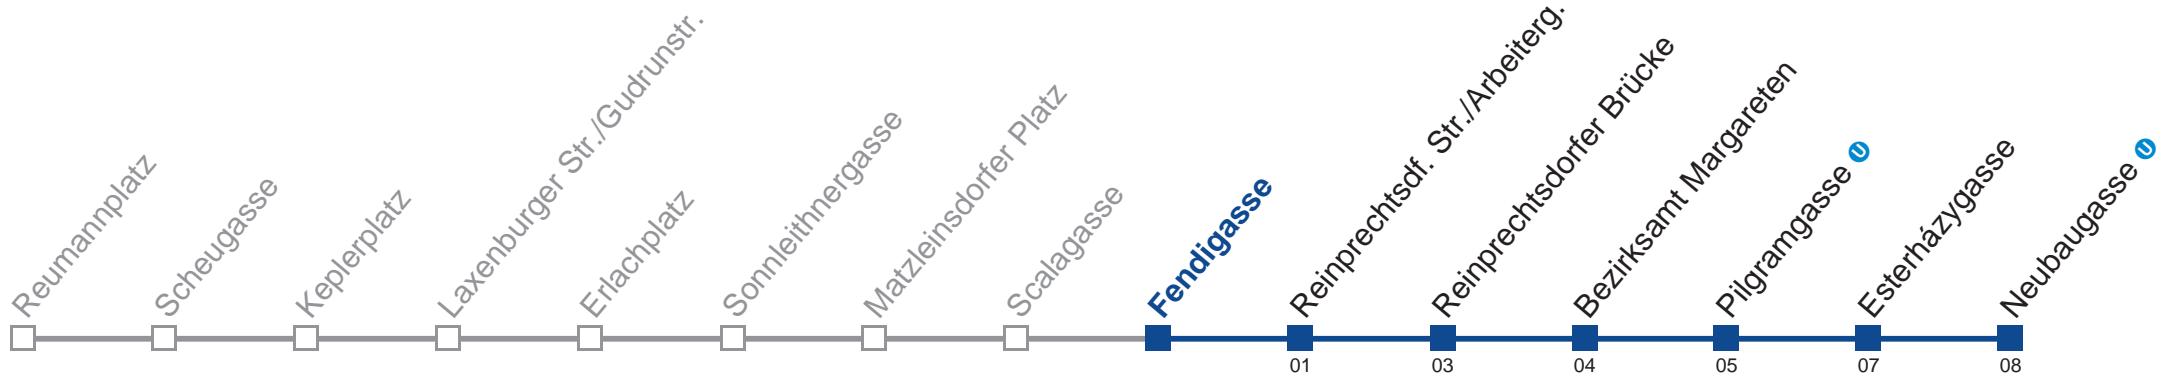 Reumannplatz
Scheugasse
Keplerplatz
Laxenburger Str./Gudrunstr.
Erlachplatz
Sonnleithnergasse
Matzleinsdorfer Platz
Scalagasse
Fendigasse
Reinprechtsdf. Str./Arbeiterg.
Reinprechtsdorfer Brücke
Bezirksamt Margareten
Pilgramgasse U
Esterházygasse
Neubaugasse U
01
03
04
05
07
08